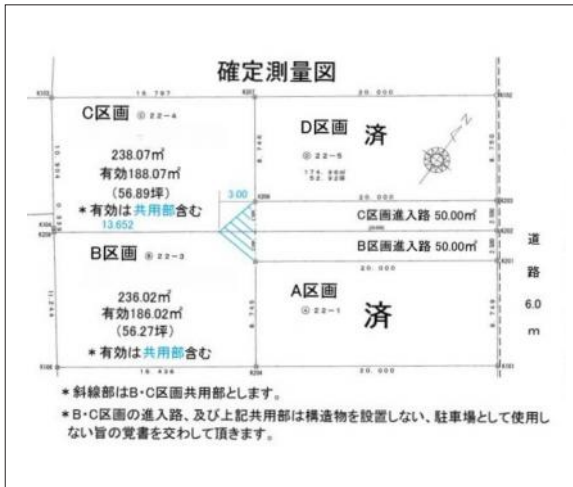 確定測量図
K103
16.787
K207
20.000
K102
C区画 ⓒ 22-4
238.07㎡
有効188.07㎡
(56.89坪)
*有効は共用部含む
13.652
3.00
D区画
済
ⓓ 22-5
C区画進入路 50.00㎡
B区画進入路 50.00㎡
20.000
道路 6.0m
B区画 ⓑ 22-3
236.02㎡
有効186.02㎡
(56.27坪)
*有効は共用部含む
A区画
ⓐ 22-1
済
16.436
20.000
*斜線部はB・C区画共用部とします。
*B・C区画の進入路、及び上記共用部は構造物を設置しない、駐車場として使用し
ない旨の覚書を交わして頂きます。